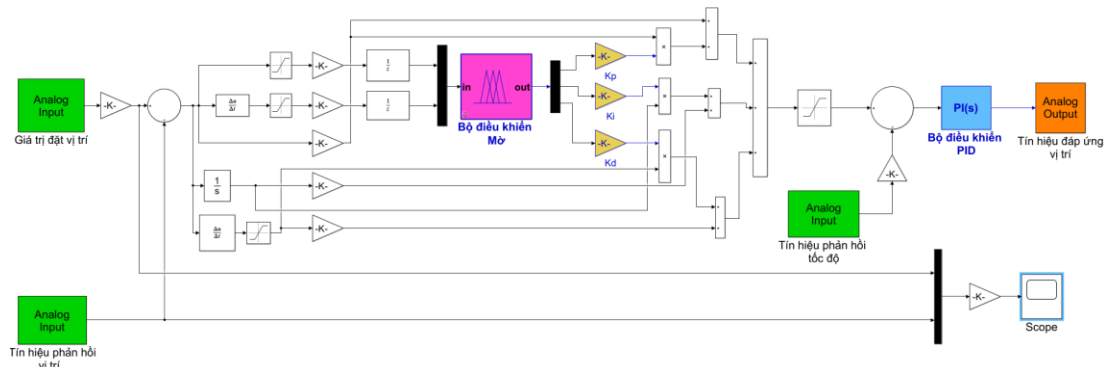 Analog
Input
Giá trị đặt vị trí
-K-
Δu
Δt
-K-
-K-
-K-
1
z
1
z
in
out
Bộ điều khiển
Mờ
-K-
Kp
-K-
Ki
-K-
Kd
×
×
×
1
s
-K-
Δu
Δt
-K-
Analog
Input
Tín hiệu phản hồi
tốc độ
-K-
PI(s)
Bộ điều khiển
PID
Analog
Output
Tín hiệu đáp ứng
vị trí
Analog
Input
Tín hiệu phản hồi
vị trí
-K-
Scope